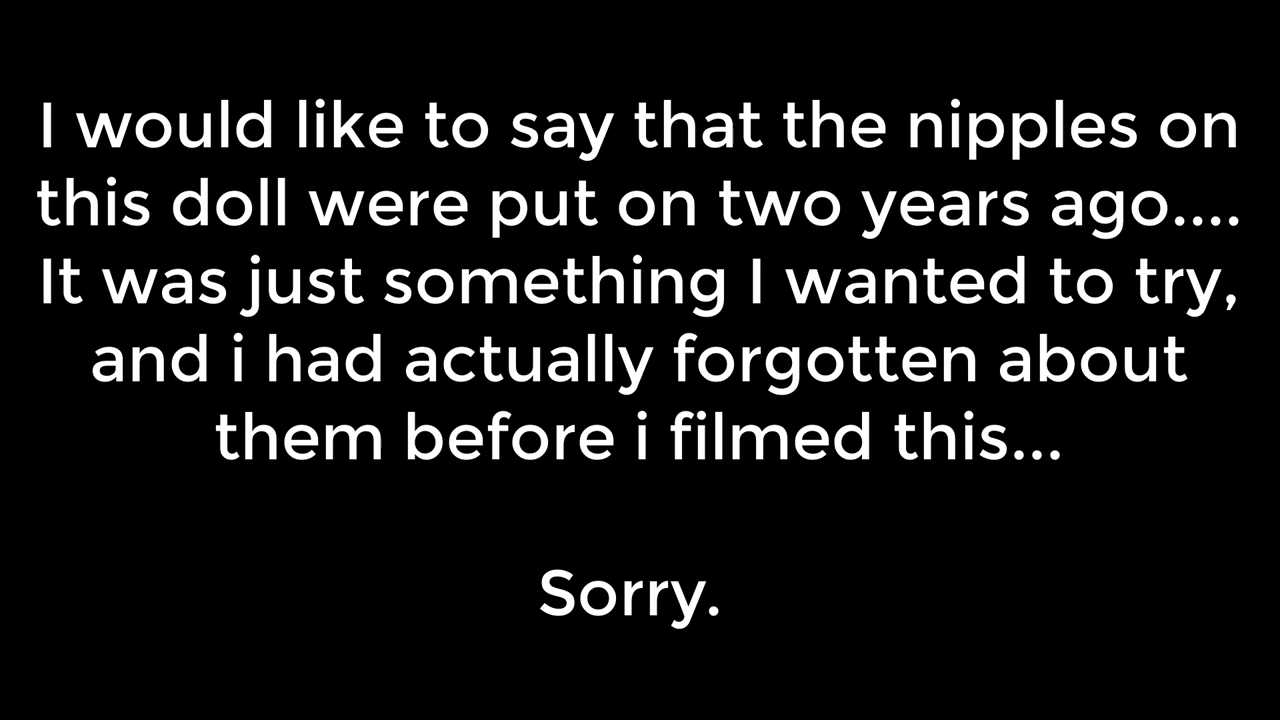 I would like to say that the nipples on
this doll were put on two years ago....
It was just something I wanted to try,
and i had actually forgotten about
them before i filmed this...
Sorry.